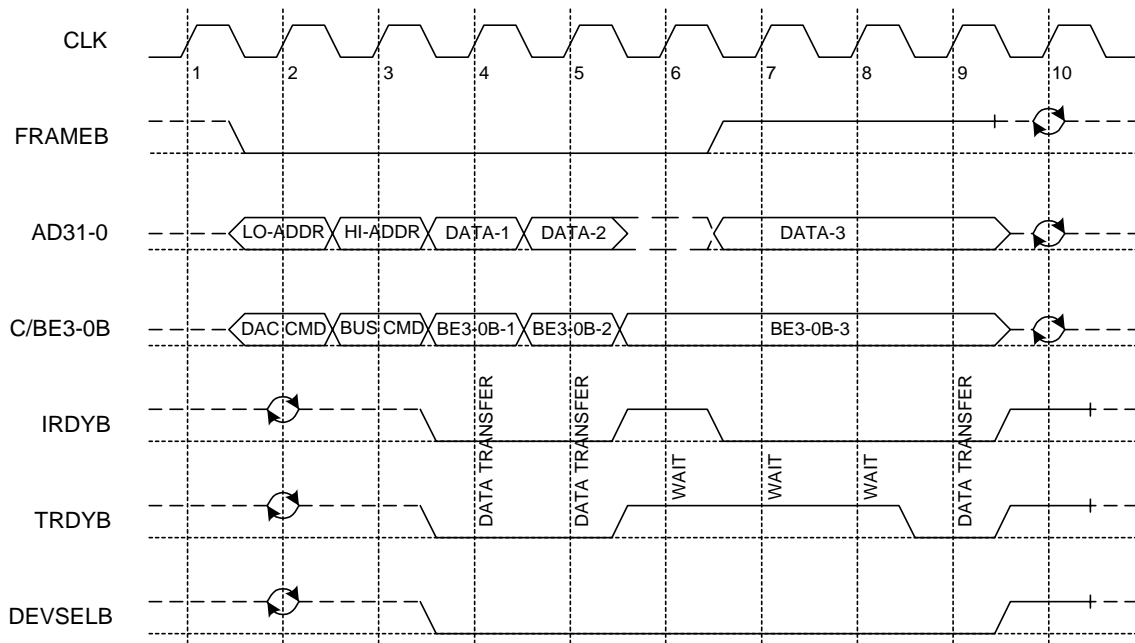 CLK
1 2 3 4 5 6 7 8 9 10
FRAMEB
AD31-0
LO-ADDR HI-ADDR DATA-1 DATA-2 DATA-3
C/BE3-0B
DAC CMD BUS CMD BE3-0B-1 BE3-0B-2 BE3-0B-3
IRDYB
DATA TRANSFER
DATA TRANSFER
WAIT
WAIT
WAIT
DATA TRANSFER
TRDYB
DEVSELB